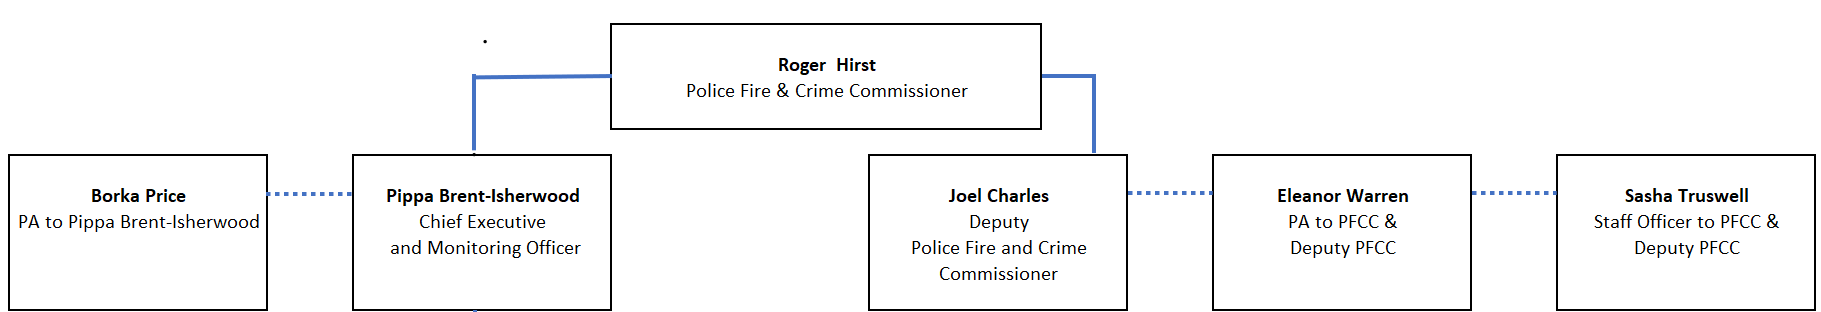 Roger Hirst
Police Fire & Crime Commissioner
Borka Price
PA to Pippa Brent-Isherwood
Pippa Brent-Isherwood
Chief Executive
and Monitoring Officer
Joel Charles
Deputy
Police Fire and Crime
Commissioner
Eleanor Warren
PA to PFCC &
Deputy PFCC
Sasha Truswell
Staff Officer to PFCC &
Deputy PFCC